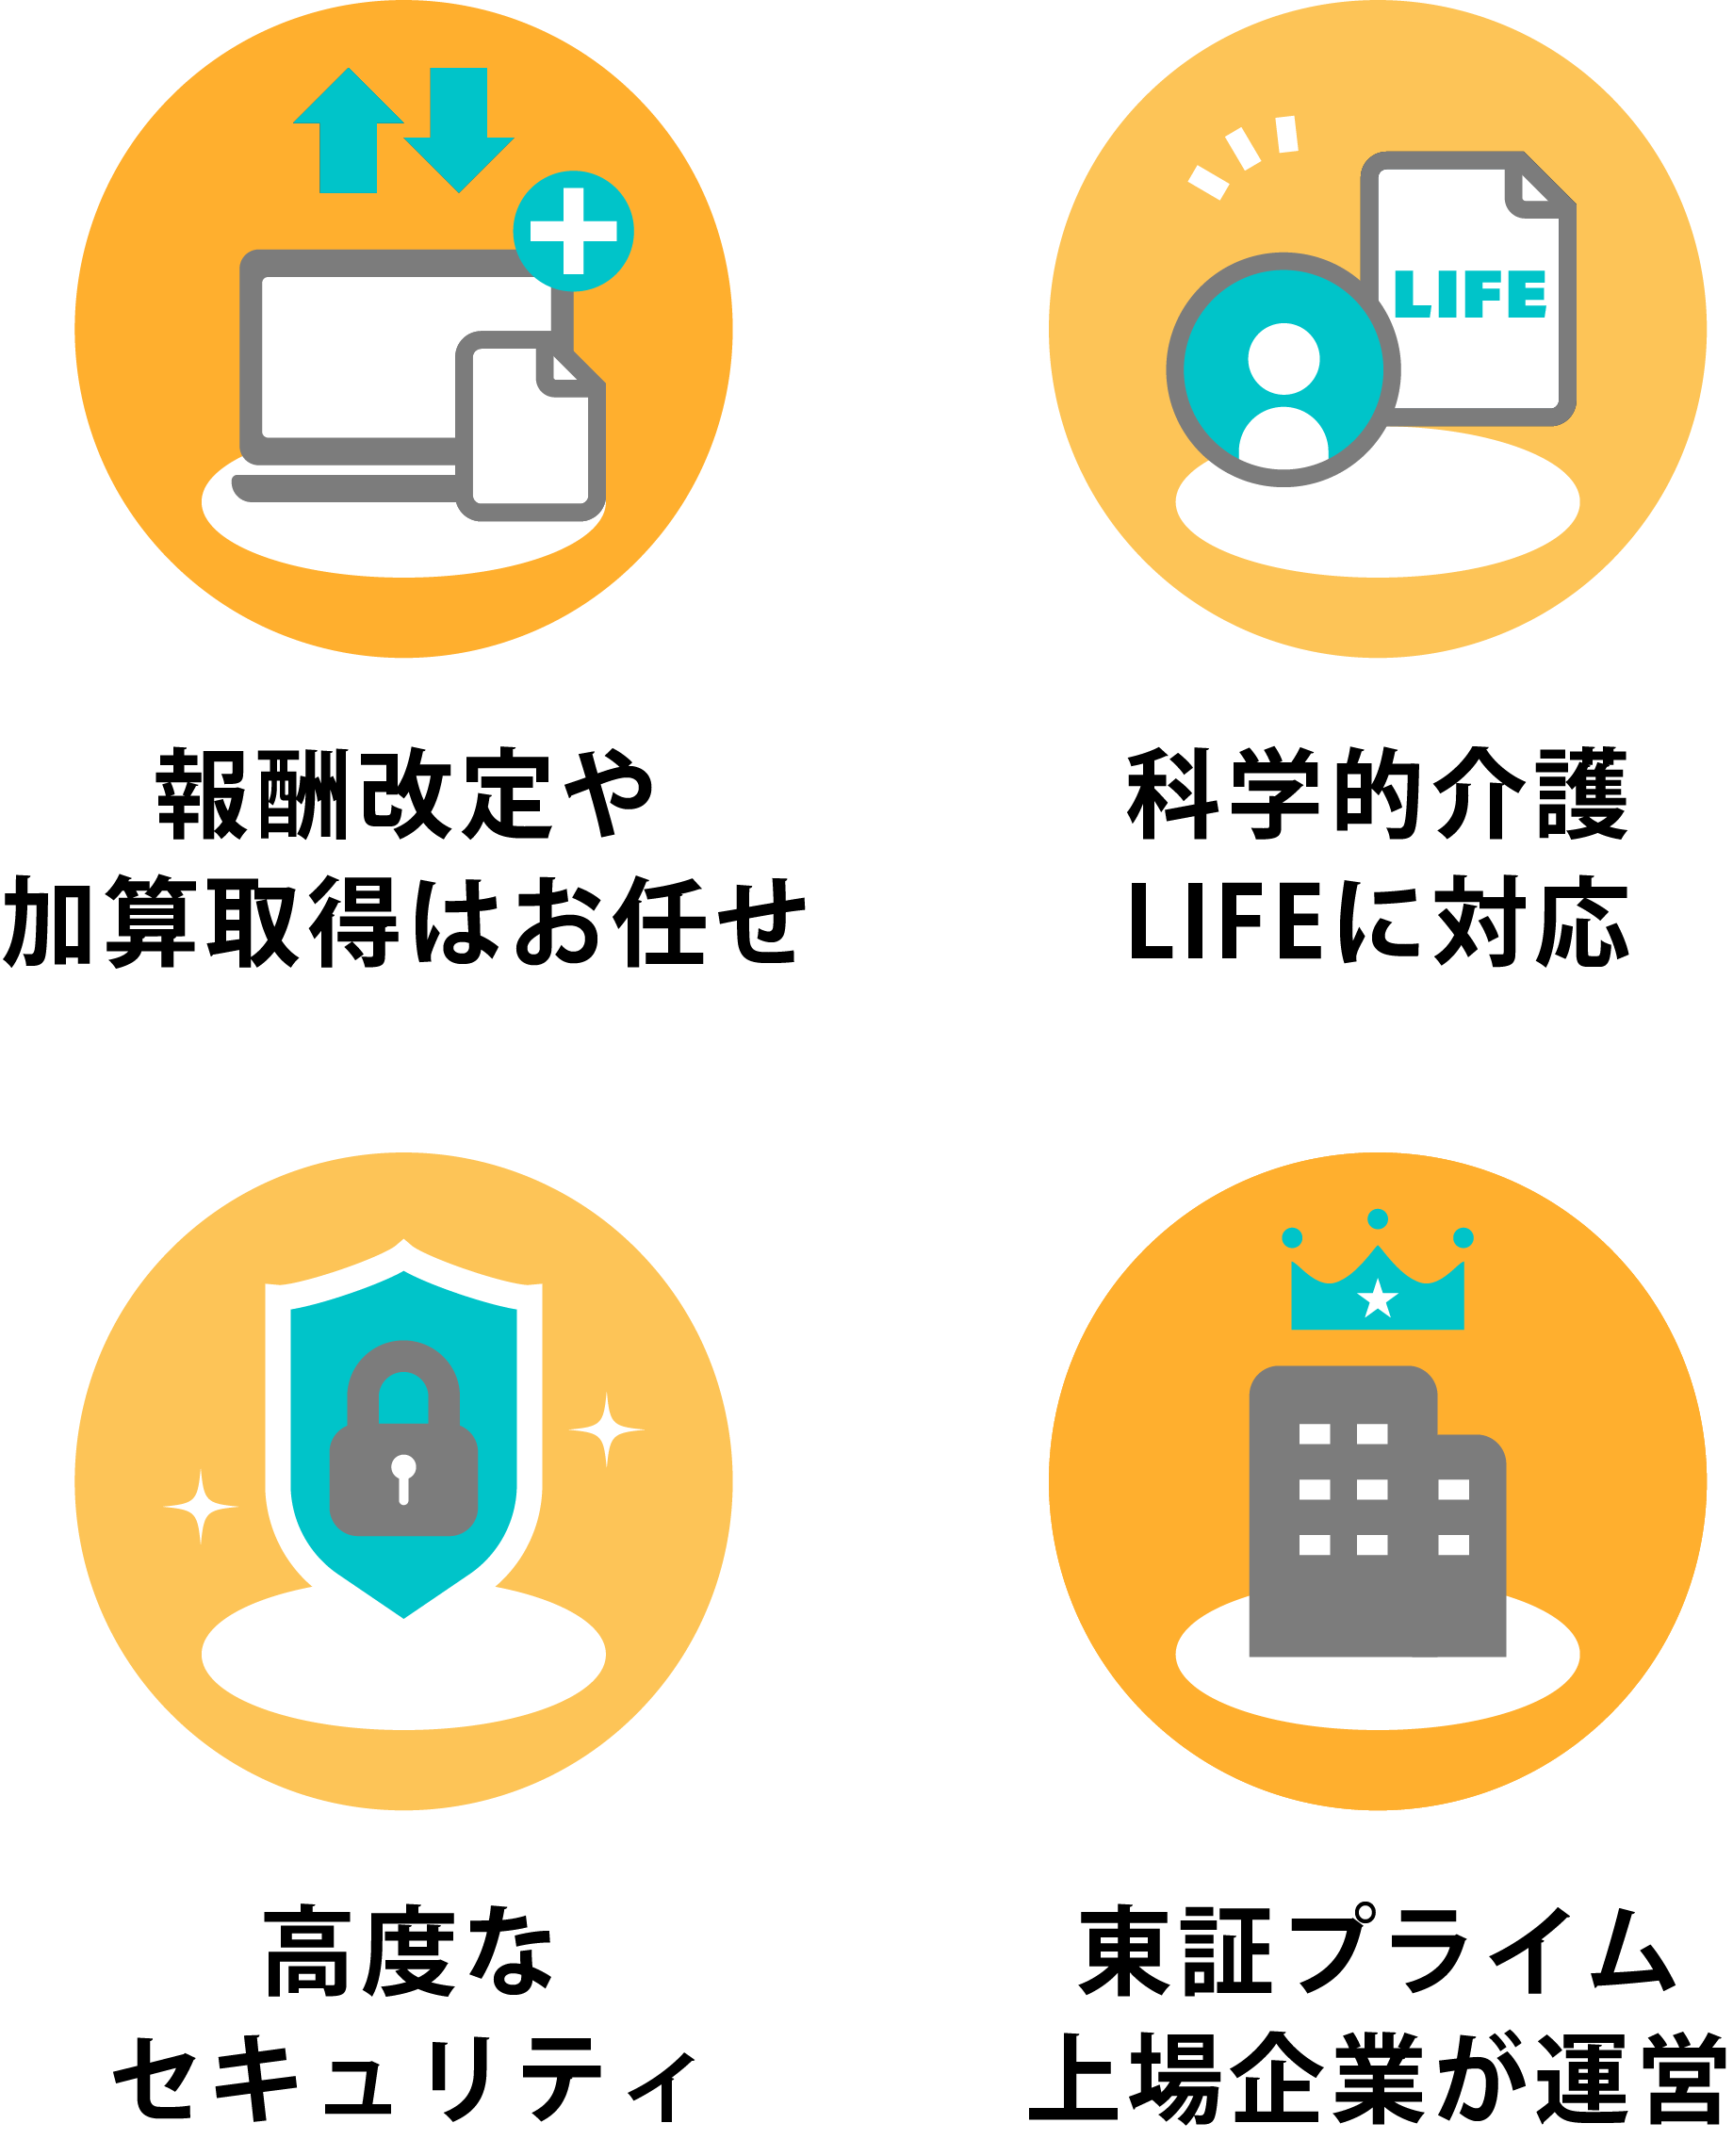 LIFE
報酬改定や
加算取得はお任せ
科学的介護
LIFEに対応
高度な
セキュリティ
東証プライム
上場企業が運営